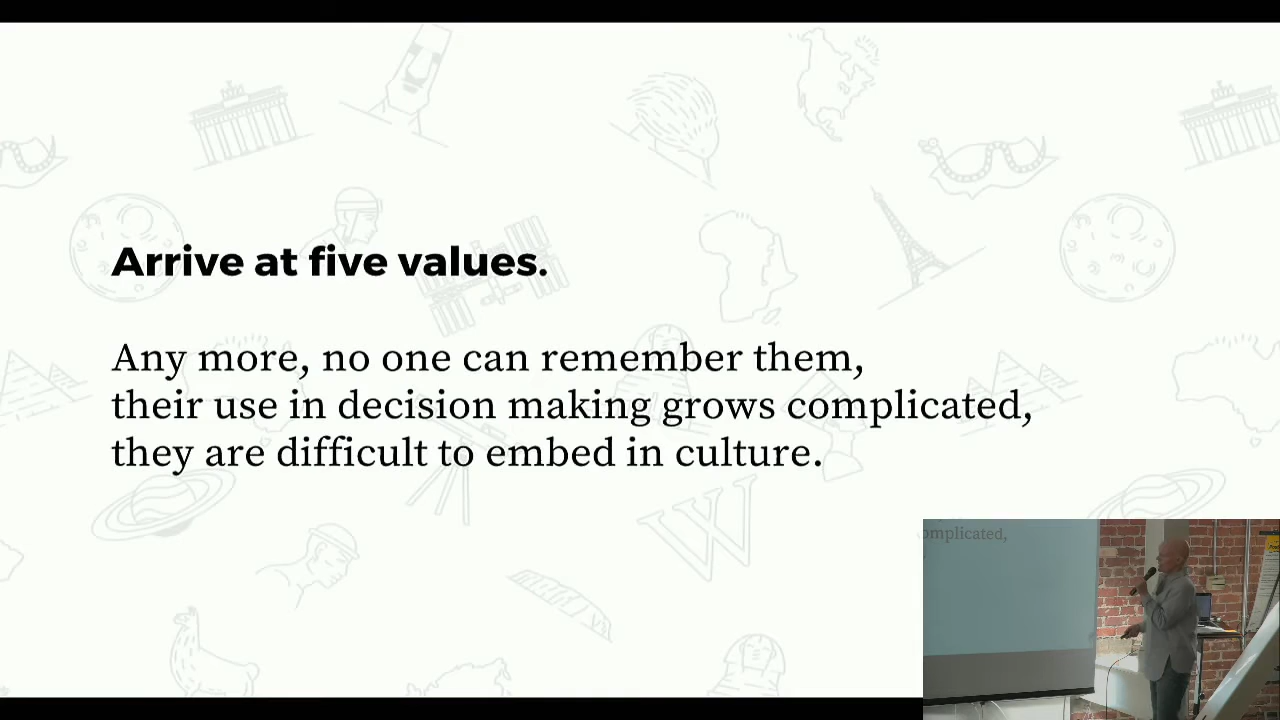 Arrive at five values.
Any more, no one can remember them,
their use in decision making grows complicated,
they are difficult to embed in culture.
W
omplicated,